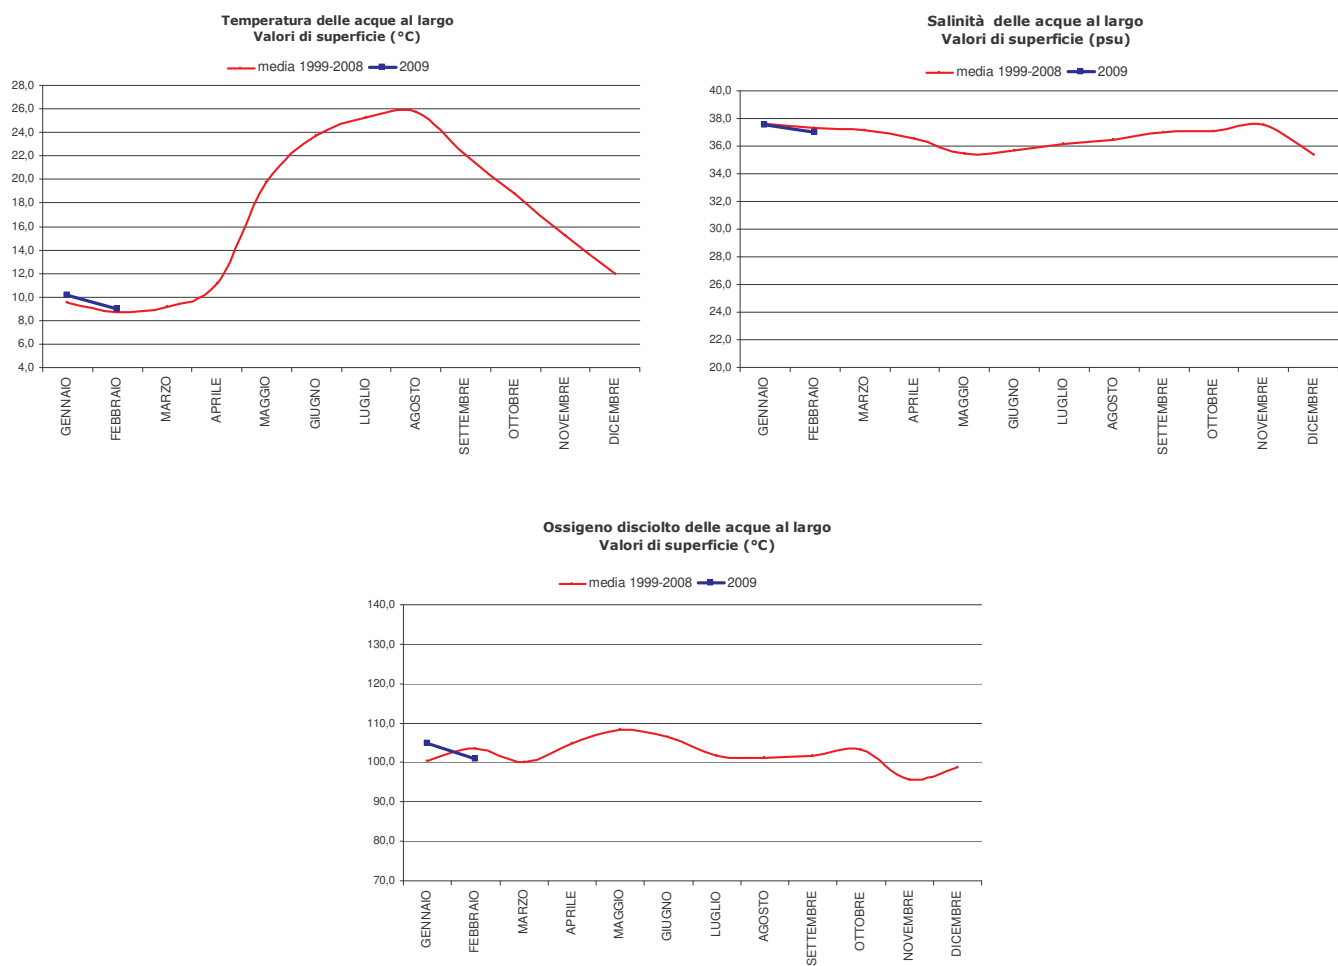 Temperatura delle acque al largo
Valori di superficie (°C)
media 1999-2008 2009
28,0
26,0
24,0
22,0
20,0
18,0
16,0
14,0
12,0
10,0
8,0
6,0
4,0
GENNAIO
FEBBRAIO
MARZO
APRILE
MAGGIO
GIUGNO
LUGLIO
AGOSTO
SETTEMBRE
OTTOBRE
NOVEMBRE
DICEMBRE
Salinità delle acque al largo
Valori di superficie (psu)
media 1999-2008 2009
40,0
38,0
36,0
34,0
32,0
30,0
28,0
26,0
24,0
22,0
20,0
GENNAIO
FEBBRAIO
MARZO
APRILE
MAGGIO
GIUGNO
LUGLIO
AGOSTO
SETTEMBRE
OTTOBRE
NOVEMBRE
DICEMBRE
Ossigeno disciolto delle acque al largo
Valori di superficie (°C)
media 1999-2008 2009
140,0
130,0
120,0
110,0
100,0
90,0
80,0
70,0
GENNAIO
FEBBRAIO
MARZO
APRILE
MAGGIO
GIUGNO
LUGLIO
AGOSTO
SETTEMBRE
OTTOBRE
NOVEMBRE
DICEMBRE